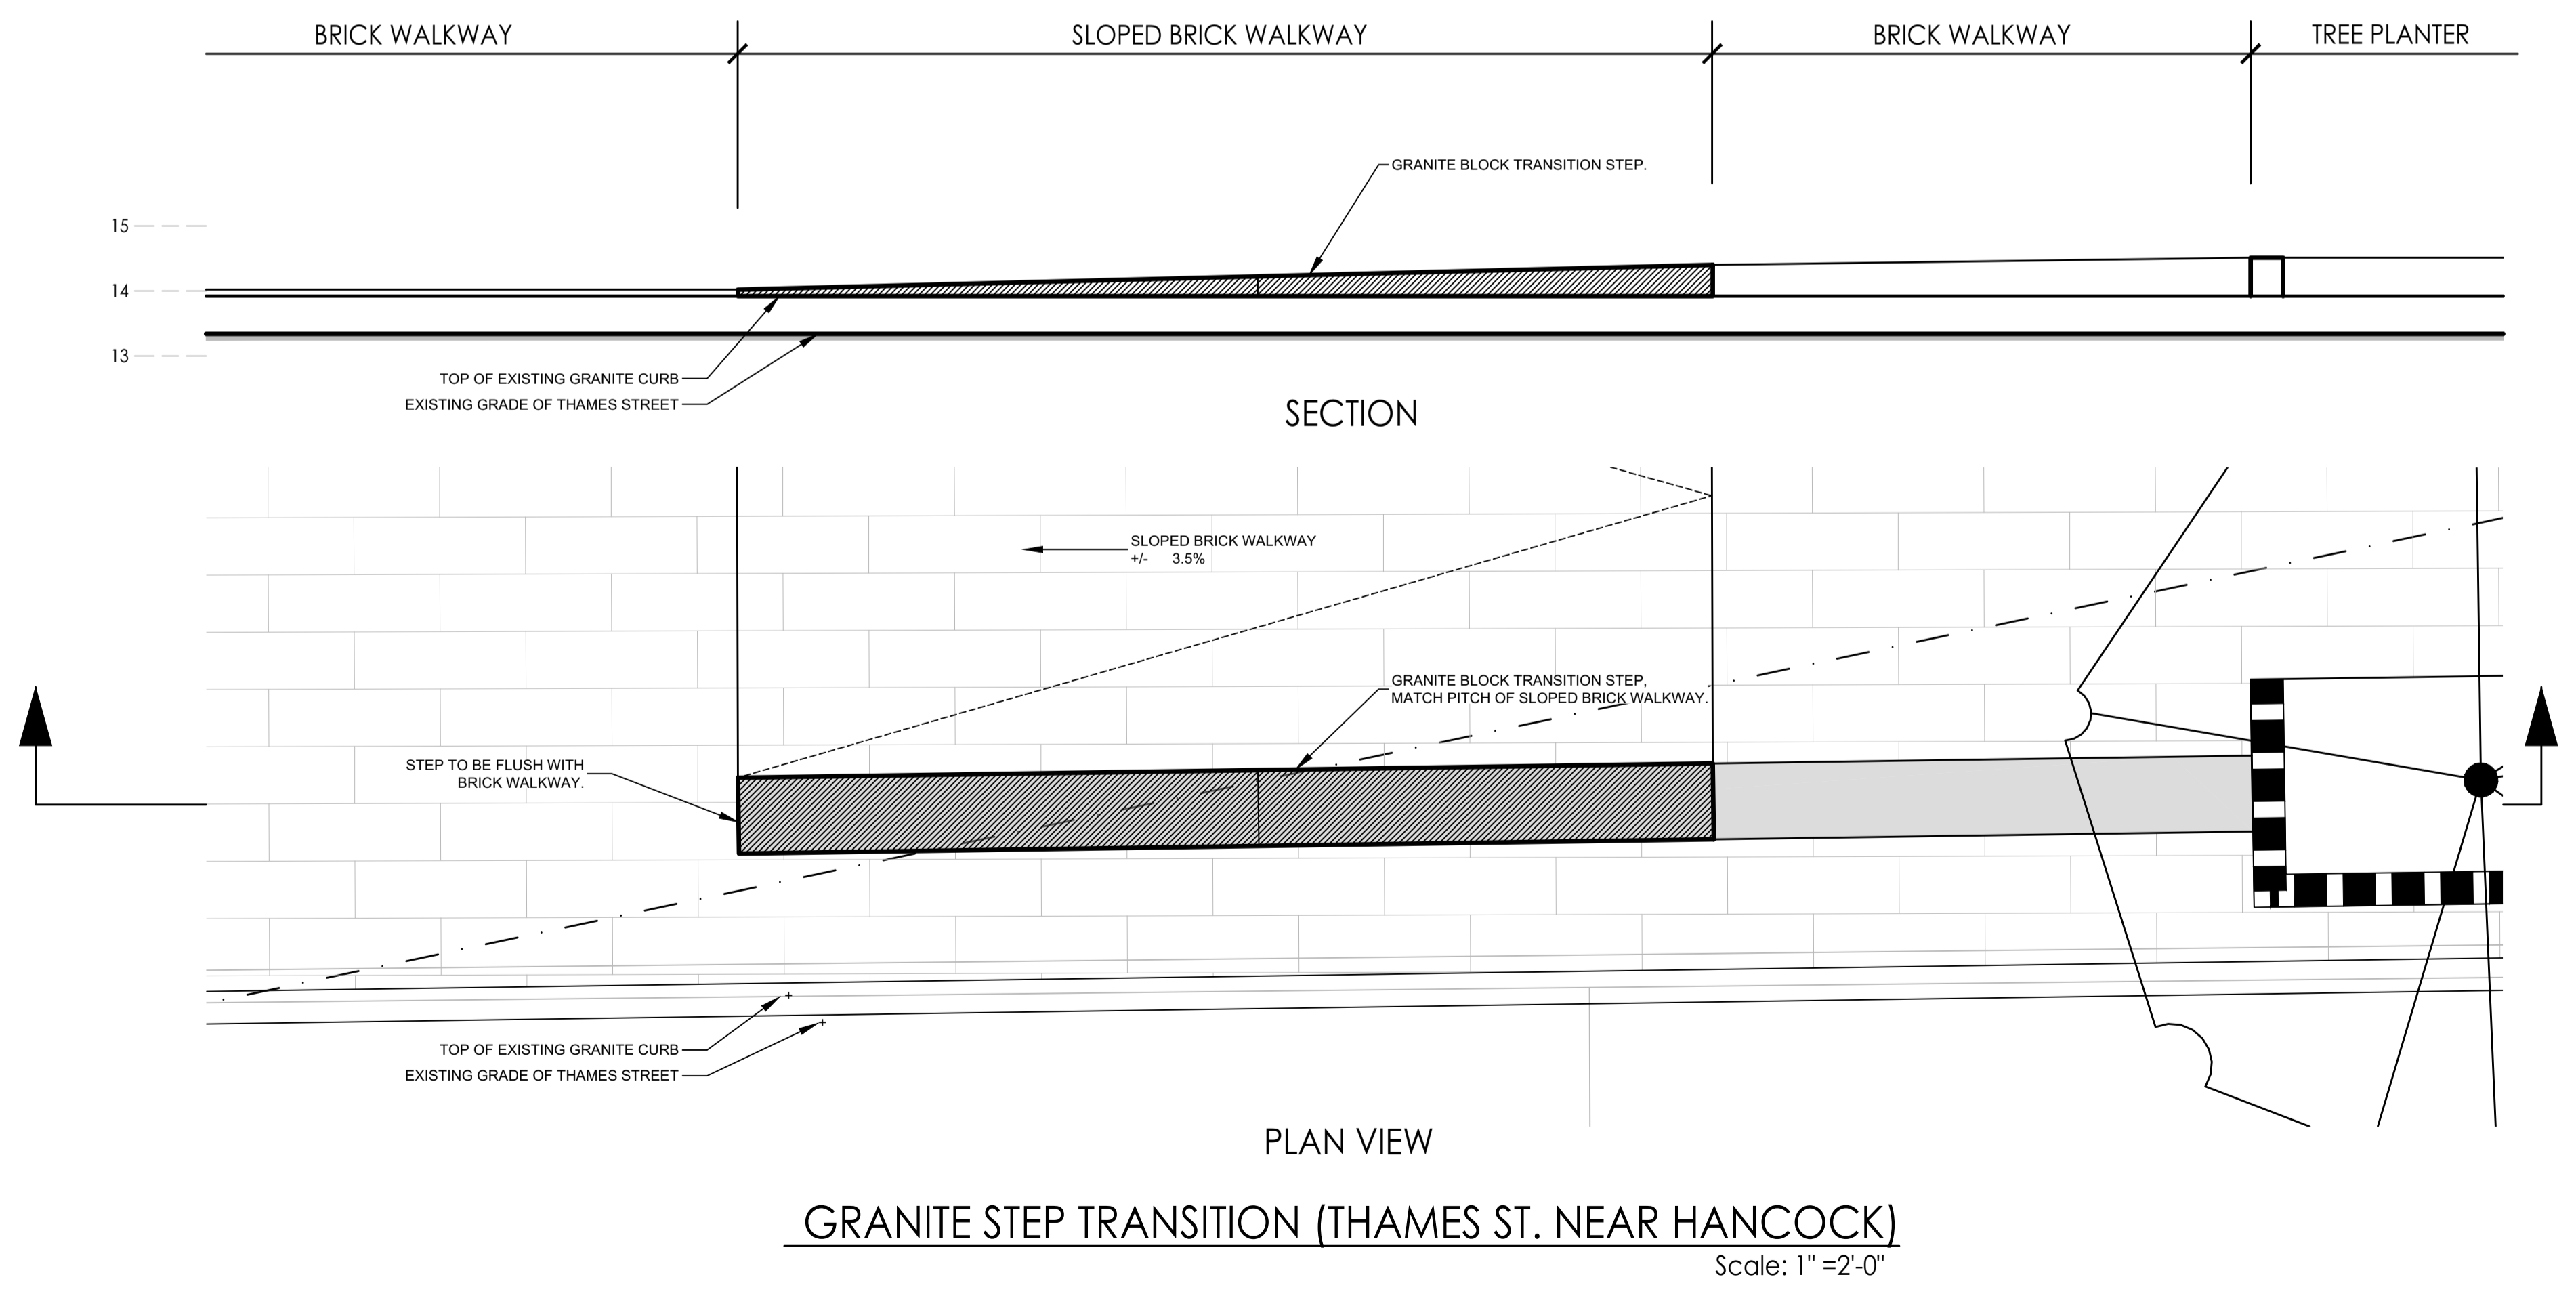 BRICK WALKWAY
SLOPED BRICK WALKWAY
BRICK WALKWAY
TREE PLANTER
GRANITE BLOCK TRANSITION STEP.
15
14
13
TOP OF EXISTING GRANITE CURB
EXISTING GRADE OF THAMES STREET
SECTION
SLOPED BRICK WALKWAY
+/- 3.5%
GRANITE BLOCK TRANSITION STEP,
MATCH PITCH OF SLOPED BRICK WALKWAY.
STEP TO BE FLUSH WITH
BRICK WALKWAY.
TOP OF EXISTING GRANITE CURB
EXISTING GRADE OF THAMES STREET
PLAN VIEW
GRANITE STEP TRANSITION (THAMES ST. NEAR HANCOCK)
Scale: 1" =2'-0"